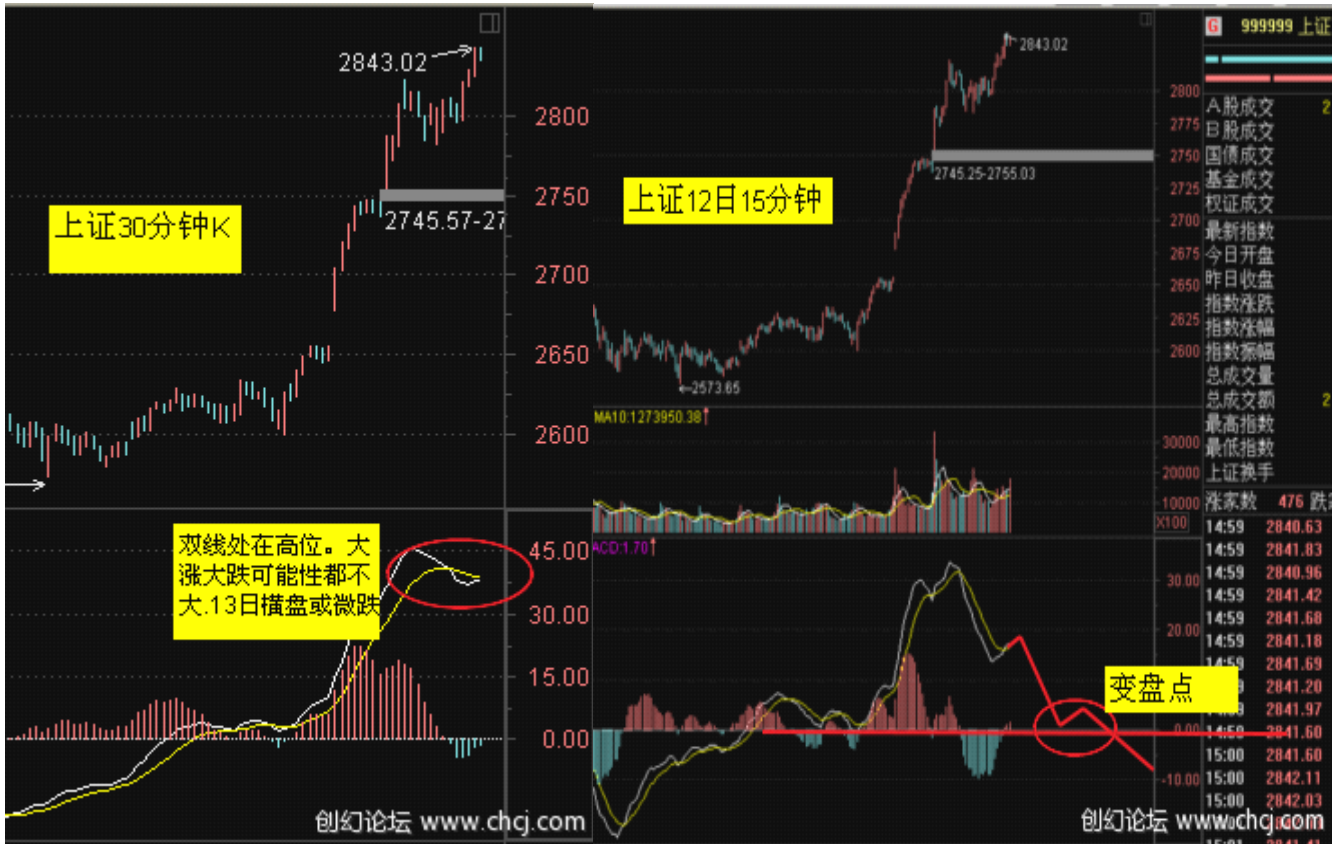 2843.02
2800
2750
2745.57-27
上证30分钟K
2700
2650
2600
双线处在高位。大
涨大跌可能性都不
大.13日横盘或微跌
45.00
30.00
15.00
0.00
创幻论坛 www.chcj.com
2843.02
2800
2775
2750
2745.25-2755.03
上证12日15分钟
2725
2700
2675
2650
2625
2600
2573.65
MA10:1273950.38
30000
20000
10000
X100
ACD:1.70
30.00
20.00
变盘点
0.00
-10.00
创幻论坛 www.chcj.com
G 999999 上证
A股成交 2
B股成交
国债成交
基金成交
权证成交
最新指数
今日开盘
昨日收盘
指数涨跌
指数涨幅
指数振幅
总成交量
总成交额 2
最高指数
最低指数
上证换手
涨家数 476 跌
14:59 2840.63
14:59 2841.83
14:59 2840.96
14:59 2841.42
14:59 2841.68
14:59 2841.18
14:59 2841.69
9 2841.20
9 2841.97
14:59 2841.60
15:00 2841.60
15:00 2842.11
15:00 2842.03